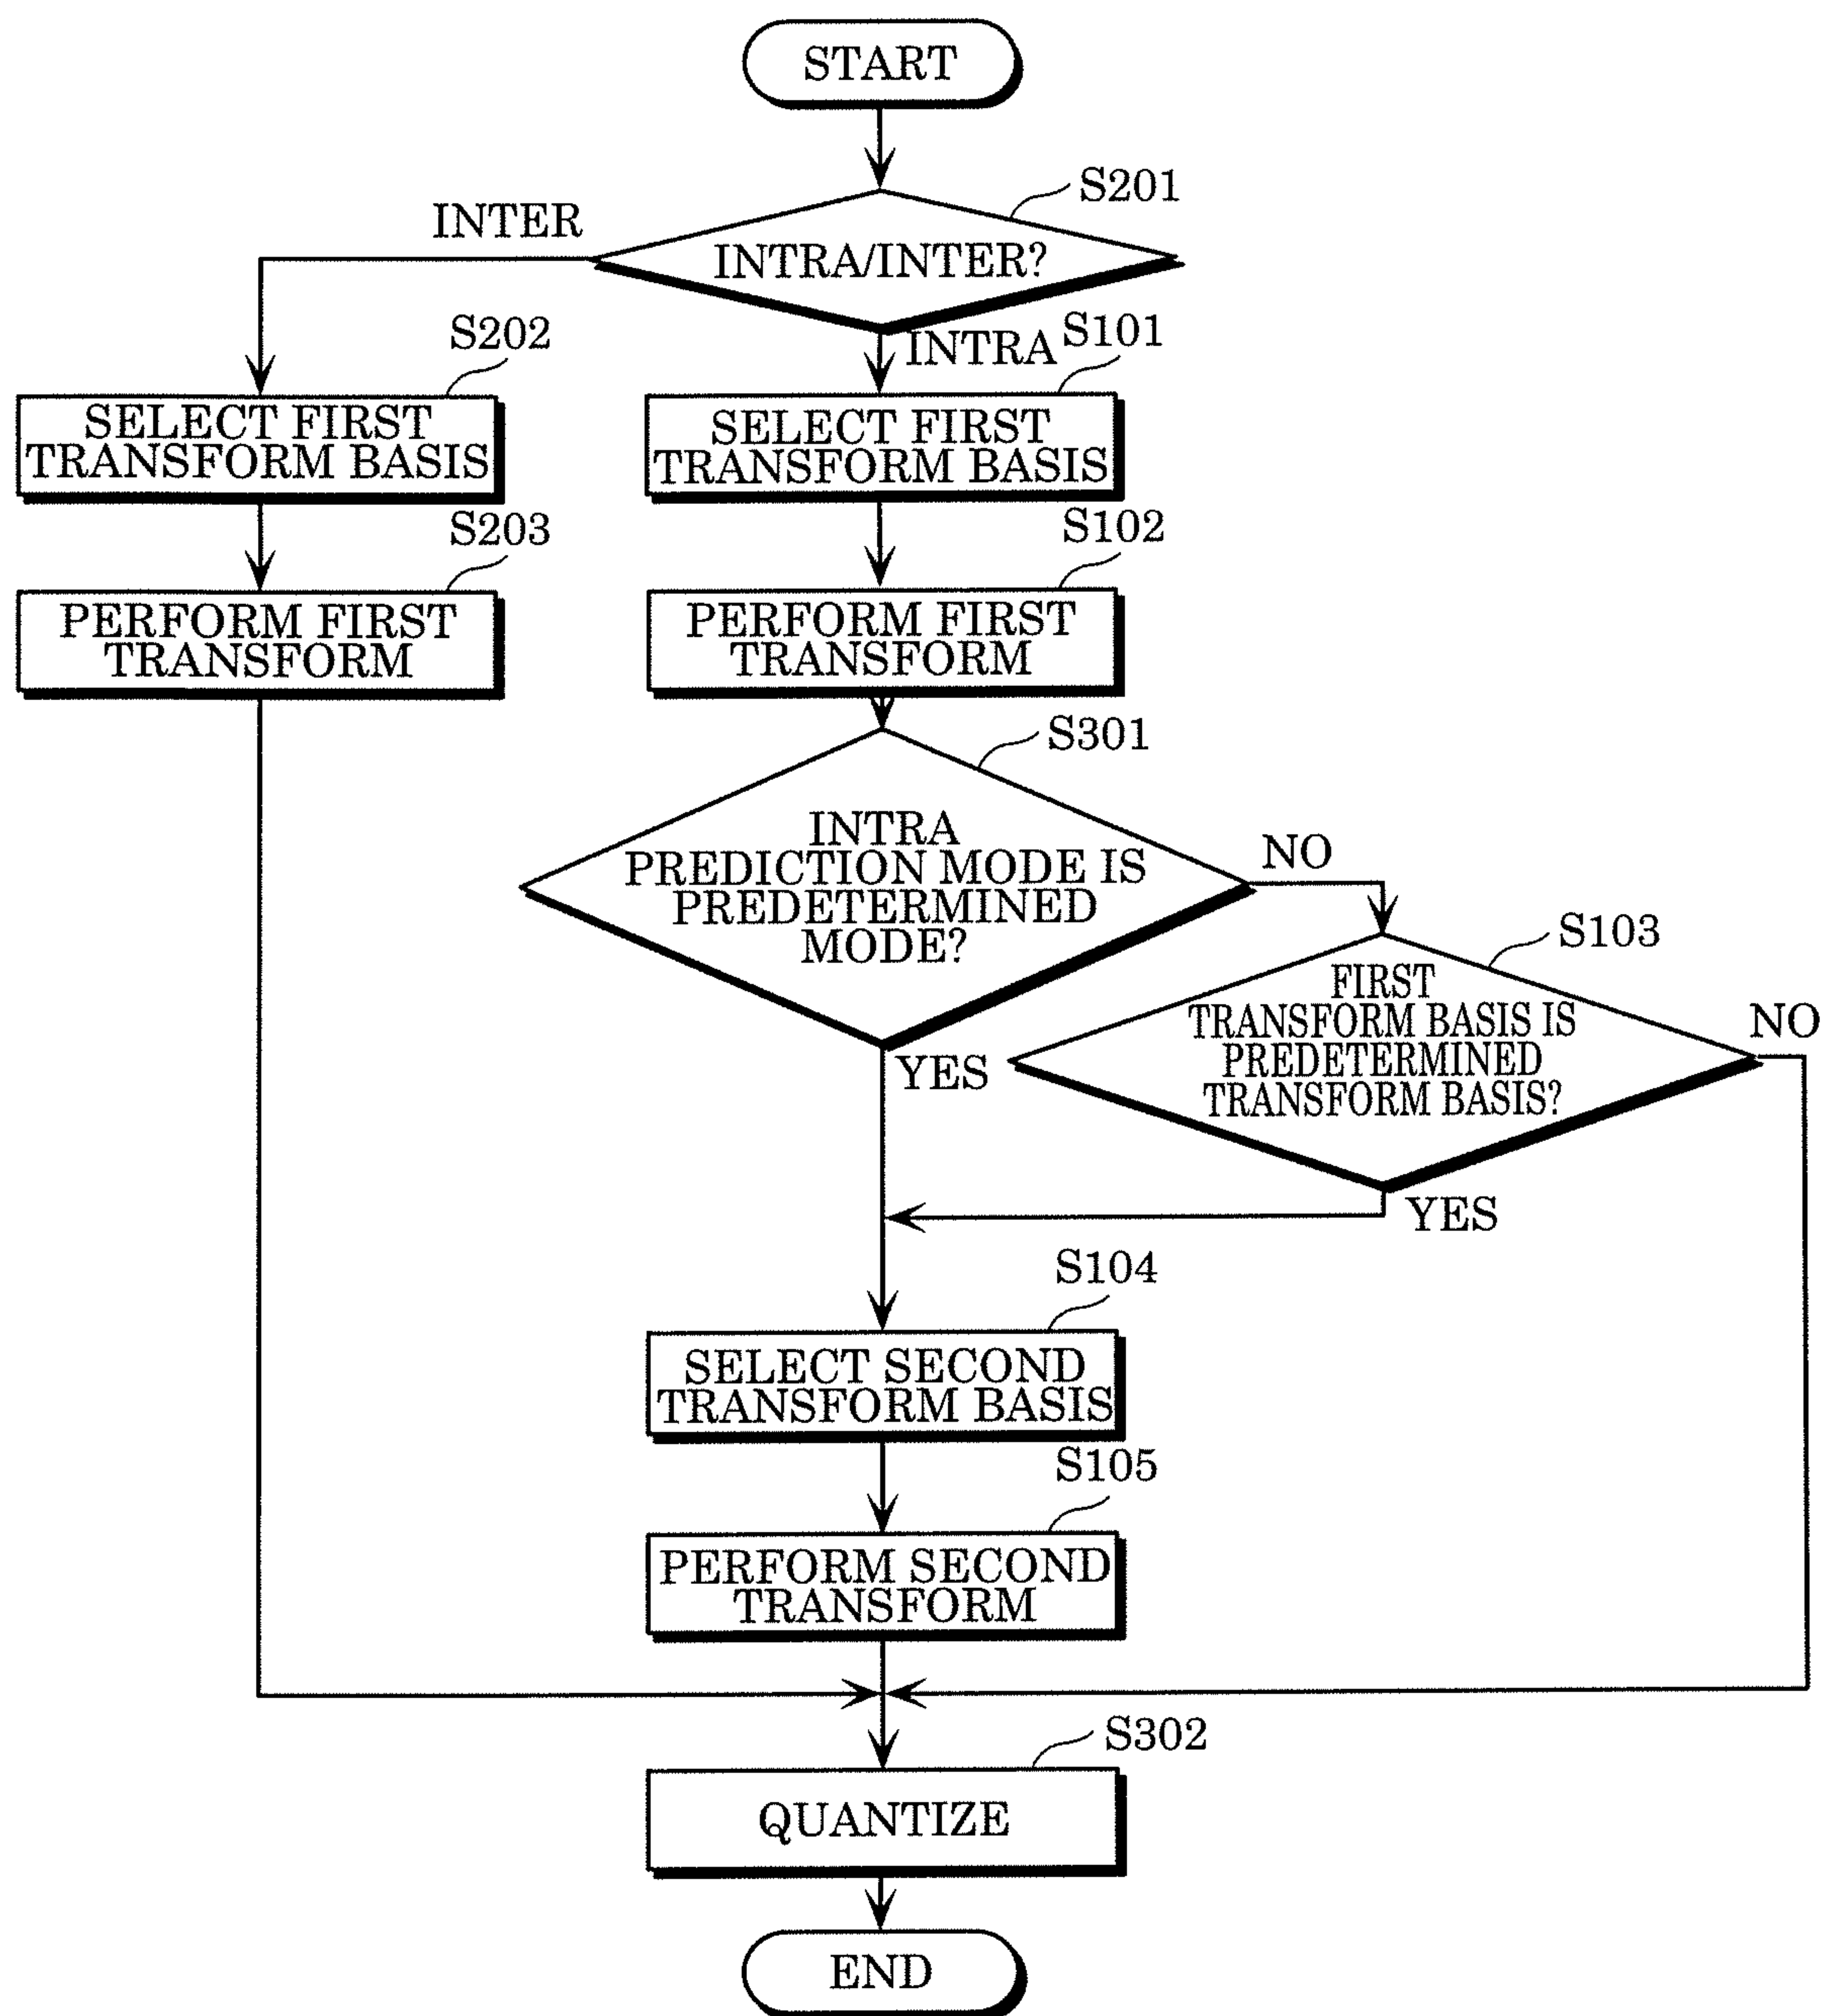 START
S201
INTER
INTRA/INTER?
S202
INTRA
S101
SELECT FIRST
TRANSFORM BASIS
SELECT FIRST
TRANSFORM BASIS
S203
S102
PERFORM FIRST
TRANSFORM
PERFORM FIRST
TRANSFORM
S301
INTRA
PREDICTION MODE IS
PREDETERMINED
MODE?
NO
S103
FIRST
TRANSFORM BASIS IS
PREDETERMINED
TRANSFORM BASIS?
NO
YES
YES
S104
SELECT SECOND
TRANSFORM BASIS
S105
PERFORM SECOND
TRANSFORM
S302
QUANTIZE
END